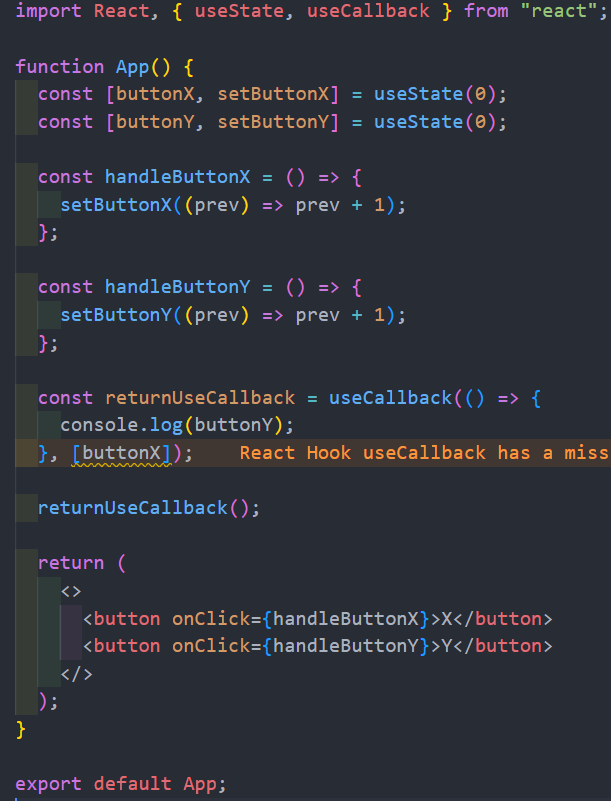 import React, { useState, useCallback } from "react";
function App() {
const [buttonX, setButtonX] = useState(0);
const [buttonY, setButtonY] = useState(0);
const handleButtonX = () => {
setButtonX((prev) => prev + 1);
};
const handleButtonY = () => {
setButtonY((prev) => prev + 1);
};
const returnUseCallback = useCallback(() => {
console.log(buttonY);
}, [buttonX]);    React Hook useCallback has a miss
returnUseCallback();
return (
<>
<button onClick={handleButtonX}>X</button>
<button onClick={handleButtonY}>Y</button>
</>
);
}
export default App;